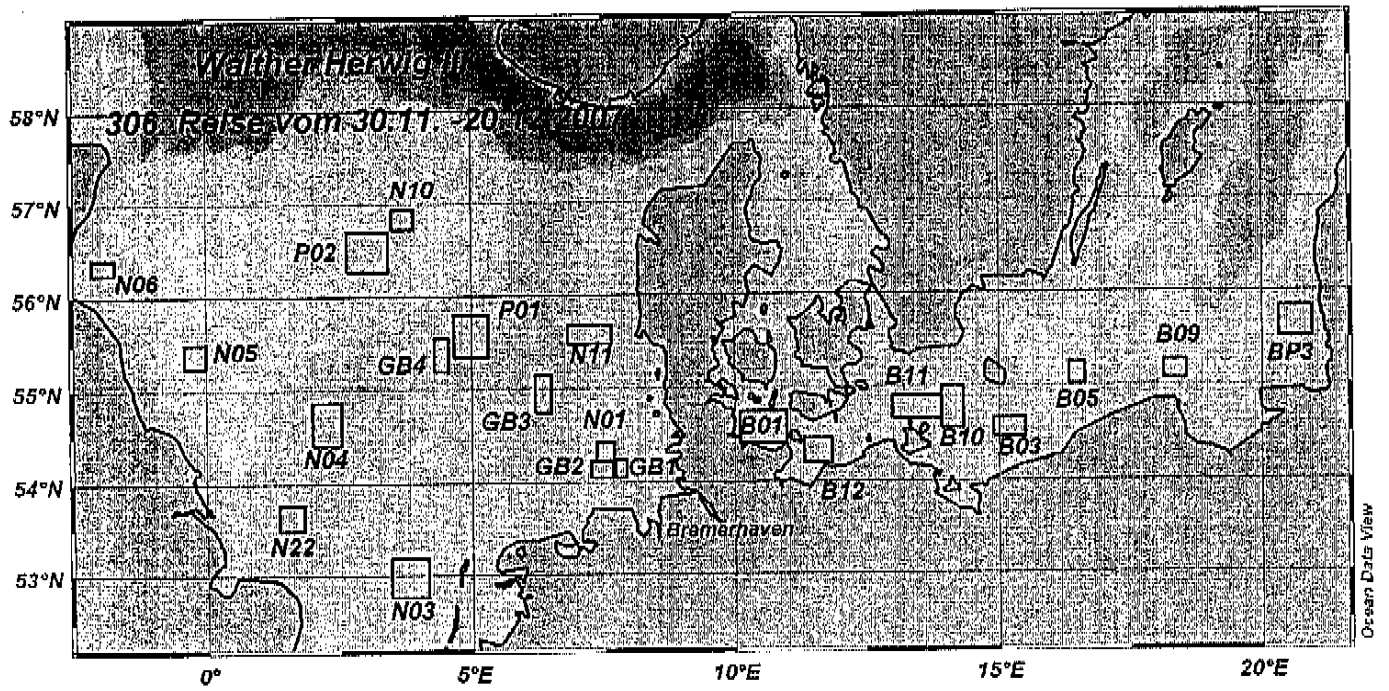 Walther Herwig III
306. Reise vom 30.11. -20.12.2007
58°N
57°N
56°N
55°N
54°N
53°N
N10
P02
N06
P01
N05
GB4
N11
B09
BP3
B11
B05
GB3
N01
B01
B10
B03
N04
GB2
GB1
B12
N22
Bremerhaven
N03
0°
5°E
10°E
15°E
20°E
Ocean Data View